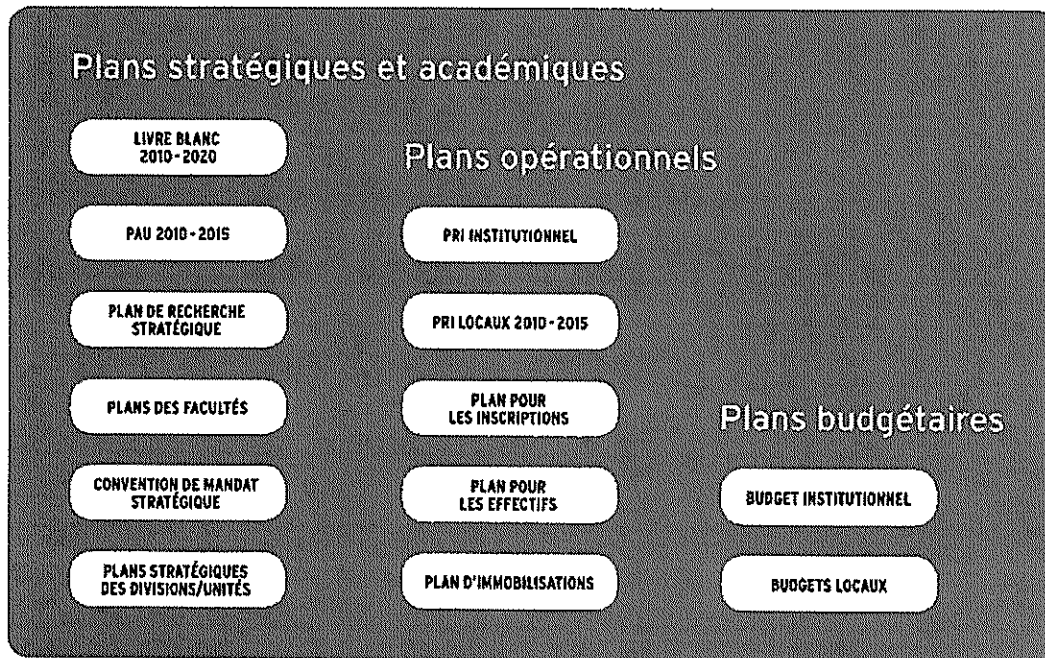 Plans stratégiques et académiques
LIVRE BLANC
2010-2020
PAU 2010-2015
PLAN DE RECHERCHE
STRATÉGIQUE
PLANS DES FACULTÉS
CONVENTION DE MANDAT
STRATÉGIQUE
PLANS STRATÉGIQUES
DES DIVISIONS/UNITÉS
Plans opérationnels
PRI INSTITUTIONNEL
PRI LOCAUX 2010-2015
PLAN POUR
LES INSCRIPTIONS
PLAN POUR
LES EFFECTIFS
PLAN D'IMMOBILISATIONS
Plans budgétaires
BUDGET INSTITUTIONNEL
BUDGETS LOCAUX